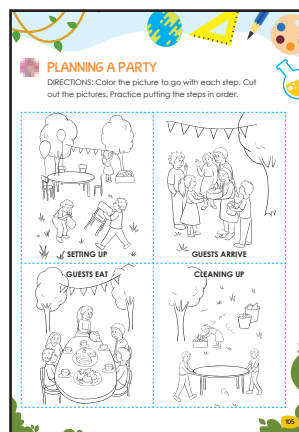 PLANNING A PARTY
DIRECTIONS: Color the picture to go with each step. Cut
out the pictures. Practice putting the steps in order.
SETTING UP
GUESTS ARRIVE
GUESTS EAT
CLEANING UP
105